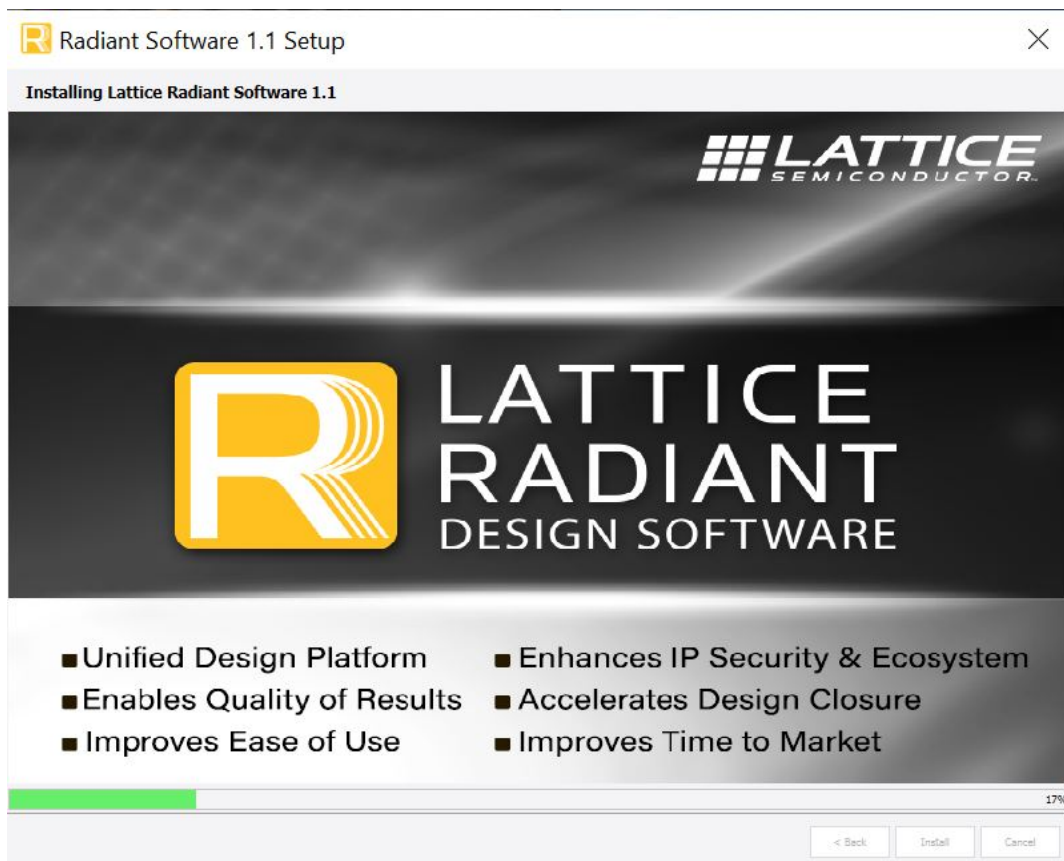 Radiant Software 1.1 Setup
Installing Lattice Radiant Software 1.1
LATTICE
SEMICONDUCTOR™
R
LATTICE
RADIANT
DESIGN SOFTWARE
■ Unified Design Platform
■ Enables Quality of Results
■ Improves Ease of Use
■ Enhances IP Security & Ecosystem
■ Accelerates Design Closure
■ Improves Time to Market
17%
< Back Install Cancel